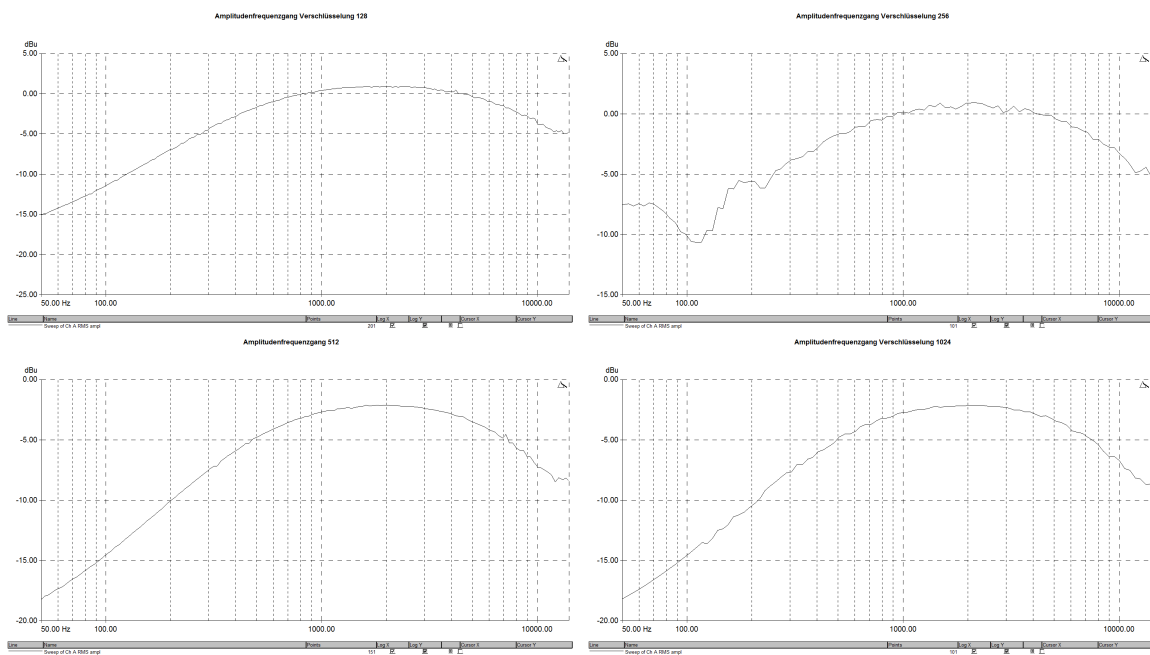 Amplitudenfrequenzgang Verschlüsselung 128
dBu
5.00
0.00
-5.00
-10.00
-15.00
-20.00
-25.00
50.00 Hz 100.00 1000.00 10000.00
Line Name Points Log X Log Y Cursor X Cursor Y
Sweep of Ch A RMS ampl 201
Amplitudenfrequenzgang Verschlüsselung 256
dBu
5.00
0.00
-5.00
-10.00
-15.00
50.00 Hz 100.00 1000.00 10000.00
Line Name Points Log X Log Y Cursor X Cursor Y
Sweep of Ch A RMS ampl 101
Amplitudenfrequenzgang 512
dBu
0.00
-5.00
-10.00
-15.00
-20.00
50.00 Hz 100.00 1000.00 10000.00
Line Name Points Log X Log Y Cursor X Cursor Y
Sweep of Ch A RMS ampl 151
Amplitudenfrequenzgang Verschlüsselung 1024
dBu
0.00
-5.00
-10.00
-15.00
-20.00
50.00 Hz 100.00 1000.00 10000.00
Line Name Points Log X Log Y Cursor X Cursor Y
Sweep of Ch A RMS ampl 101